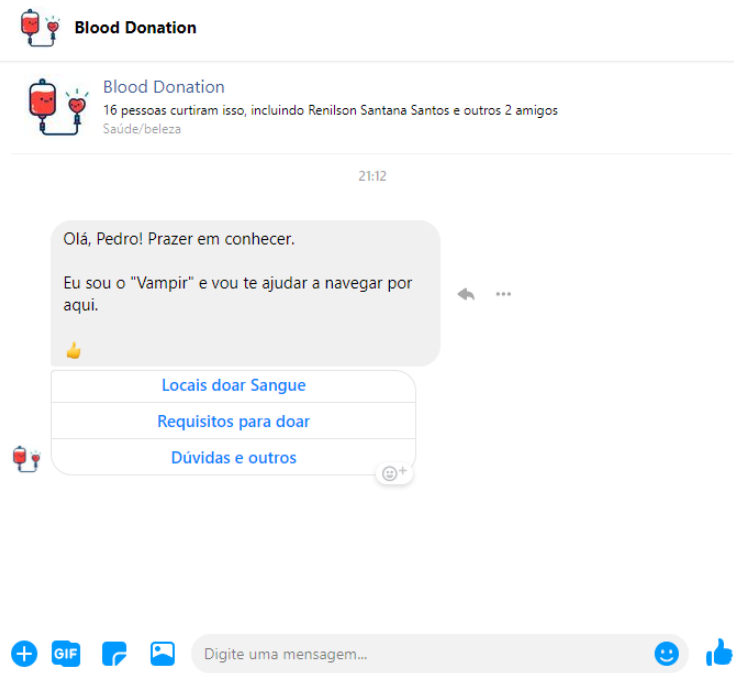 Blood Donation
Blood Donation
16 pessoas curtiram isso, incluindo Renilson Santana Santos e outros 2 amigos
Saúde/beleza
21:12
Olá, Pedro! Prazer em conhecer.
Eu sou o "Vampir" e vou te ajudar a navegar por
aqui.
Locais doar Sangue
Requisitos para doar
Dúvidas e outros
GIF
Digite uma mensagem...